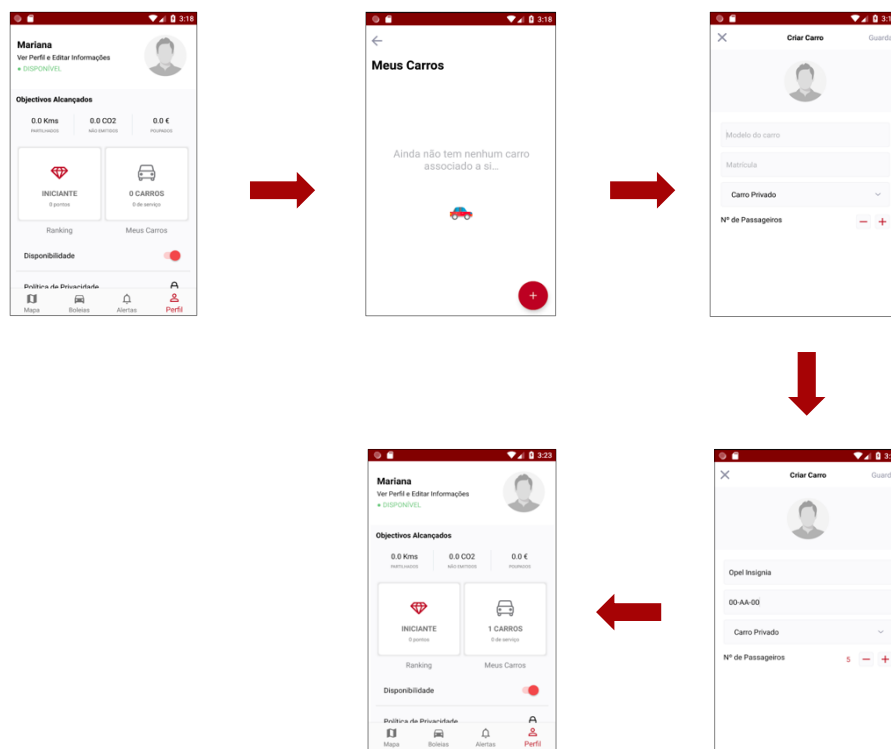 3:18
Mariana
Ver Perfil e Editar Informações
• DISPONÍVEL
Objectivos Alcançados
0.0 Kms 0.0 CO2 0.0 €
PARTILHADOS NÃO EMITIDOS POUPADOS
INICIANTE 0 CARROS
0 pontos 0 de serviço
Ranking Meus Carros
Disponibilidade
Política de Privacidade
Mapa Boleias Alertas Perfil
3:18
Meus Carros
Ainda não tem nenhum carro
associado a si...
+
Criar Carro Guarda
Modelo do carro
Matrícula
Carro Privado
Nº de Passageiros − +
Criar Carro Guard
Opel Insignia
00-AA-00
Carro Privado
Nº de Passageiros 5 − +
3:23
Mariana
Ver Perfil e Editar Informações
• DISPONÍVEL
Objectivos Alcançados
0.0 Kms 0.0 CO2 0.0 €
PARTILHADOS NÃO EMITIDOS POUPADOS
INICIANTE 1 CARROS
0 pontos 0 de serviço
Ranking Meus Carros
Disponibilidade
Política de Privacidade
Mapa Boleias Alertas Perfil